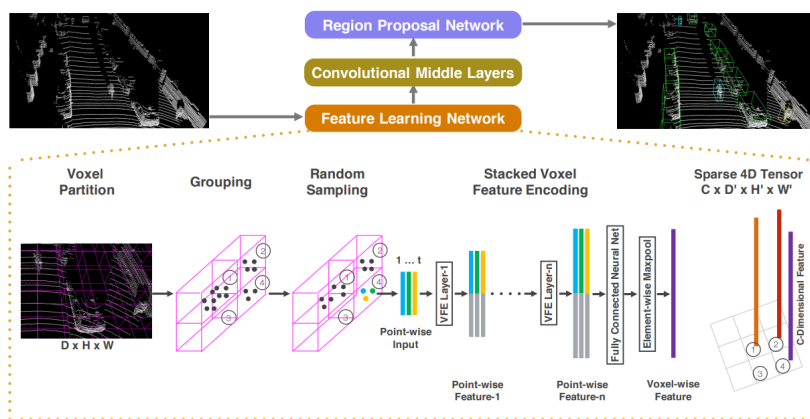 Region Proposal Network
Convolutional Middle Layers
Feature Learning Network
Voxel
Partition
Grouping
Random
Sampling
Stacked Voxel
Feature Encoding
Sparse 4D Tensor
C x D' x H' x W'
D x H x W
1
2
3
4
1
2
3
4
1 ... t
Point-wise
Input
VFE Layer-1
Point-wise
Feature-1
VFE Layer-n
Point-wise
Feature-n
Fully Connected Neural Net
Element-wise Maxpool
Voxel-wise
Feature
1
2
3
4
C-Dimensional Feature